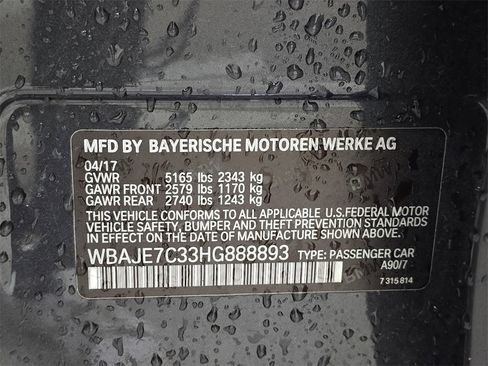 MFD BY BAYERISCHE MOTOREN WERKE AG
04/17
GVWR 5165 lbs 2343 kg
GAWR FRONT 2579 lbs 1170 kg
GAWR REAR 2740 lbs 1243 kg
THIS VEHICLE CONFORMS TO ALL APPLICABLE U.S.FEDERAL MOTOR
VEHICLE SAFETY, BUMPER AND THEFT PREVENTION STANDARDS
IN EFFECT ON THE DATE OF MANUFACTURE SHOWN ABOVE.
WBAJE7C33HG888893 TYPE: PASSENGER CAR
A90/7
7 315 814